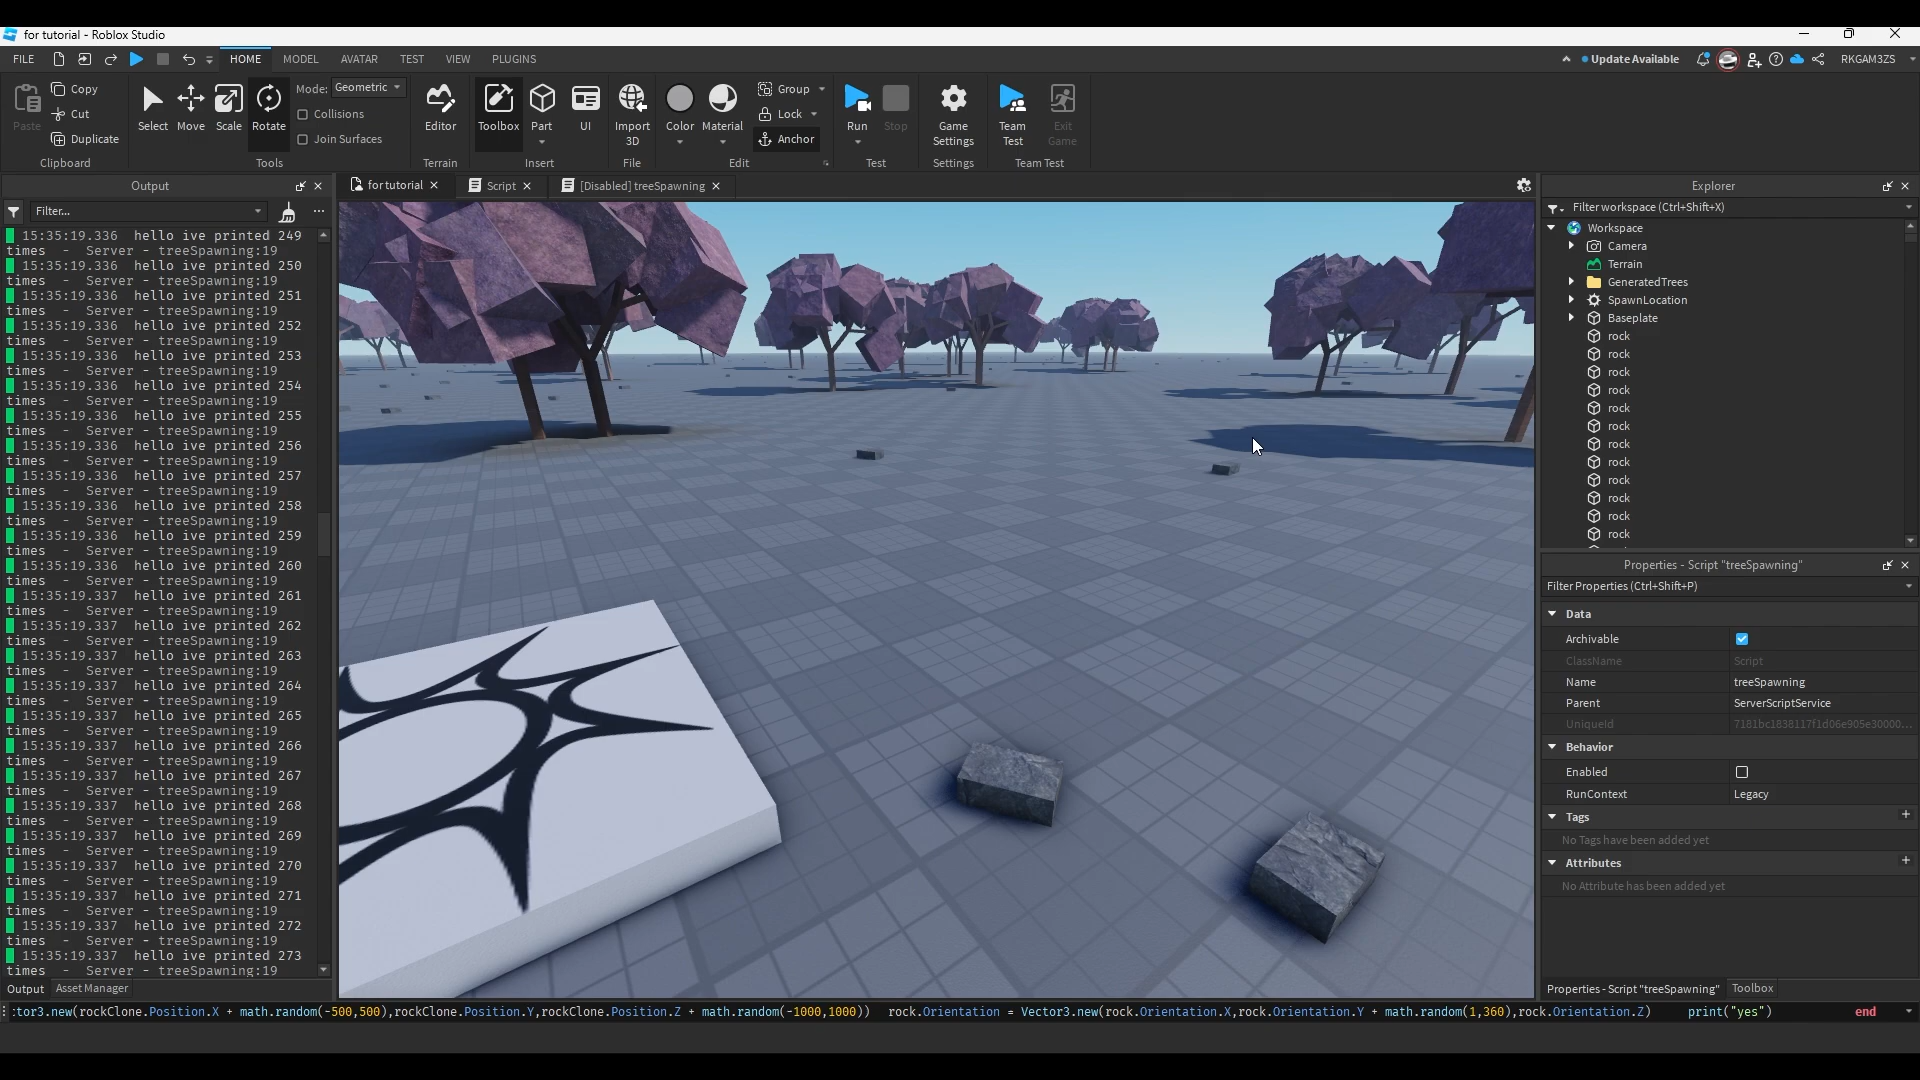 for tutorial - Roblox Studio
FILE HOME MODEL AVATAR TEST VIEW PLUGINS Update Available RKGAM3ZS
Paste Copy Cut Duplicate Clipboard
Select Move Scale Rotate Mode: Geometric Collisions Join Surfaces Tools
Editor Terrain
Toolbox Part UI Insert
Import 3D File
Color Material Group Lock Anchor Edit
Run Stop Test
Game Settings Settings
Team Test Exit Game Team Test
Output
Filter...
15:35:19.336 hello ive printed 249
times - Server - treeSpawning:19
15:35:19.336 hello ive printed 250
times - Server - treeSpawning:19
15:35:19.336 hello ive printed 251
times - Server - treeSpawning:19
15:35:19.336 hello ive printed 252
times - Server - treeSpawning:19
15:35:19.336 hello ive printed 253
times - Server - treeSpawning:19
15:35:19.336 hello ive printed 254
times - Server - treeSpawning:19
15:35:19.336 hello ive printed 255
times - Server - treeSpawning:19
15:35:19.336 hello ive printed 256
times - Server - treeSpawning:19
15:35:19.336 hello ive printed 257
times - Server - treeSpawning:19
15:35:19.336 hello ive printed 258
times - Server - treeSpawning:19
15:35:19.336 hello ive printed 259
times - Server - treeSpawning:19
15:35:19.336 hello ive printed 260
times - Server - treeSpawning:19
15:35:19.337 hello ive printed 261
times - Server - treeSpawning:19
15:35:19.337 hello ive printed 262
times - Server - treeSpawning:19
15:35:19.337 hello ive printed 263
times - Server - treeSpawning:19
15:35:19.337 hello ive printed 264
times - Server - treeSpawning:19
15:35:19.337 hello ive printed 265
times - Server - treeSpawning:19
15:35:19.337 hello ive printed 266
times - Server - treeSpawning:19
15:35:19.337 hello ive printed 267
times - Server - treeSpawning:19
15:35:19.337 hello ive printed 268
times - Server - treeSpawning:19
15:35:19.337 hello ive printed 269
times - Server - treeSpawning:19
15:35:19.337 hello ive printed 270
times - Server - treeSpawning:19
15:35:19.337 hello ive printed 271
times - Server - treeSpawning:19
15:35:19.337 hello ive printed 272
times - Server - treeSpawning:19
15:35:19.337 hello ive printed 273
times - Server - treeSpawning:19
Output Asset Manager
for tutorial Script [Disabled] treeSpawning
Explorer
Filter workspace (Ctrl+Shift+X)
Workspace
Camera
Terrain
GeneratedTrees
SpawnLocation
Baseplate
rock
rock
rock
rock
rock
rock
rock
rock
rock
rock
rock
rock
Properties - Script "treeSpawning"
Filter Properties (Ctrl+Shift+P)
Data
Archivable
ClassName Script
Name treeSpawning
Parent ServerScriptService
UniqueId 7181bc1838117f1d06e905e30000...
Behavior
Enabled
RunContext Legacy
Tags
No Tags have been added yet
Attributes
No Attribute has been added yet
Properties - Script "treeSpawning" Toolbox
:tor3.new(rockClone.Position.X + math.random(-500,500),rockClone.Position.Y,rockClone.Position.Z + math.random(-1000,1000)) rock.Orientation = Vector3.new(rock.Orientation.X,rock.Orientation.Y + math.random(1,360),rock.Orientation.Z) print("yes") end